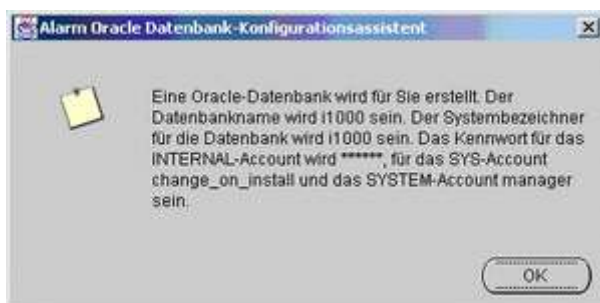 Alarm Oracle Datenbank-Konfigurationsassistent
Eine Oracle-Datenbank wird für Sie erstellt. Der
Datenbankname wird i1000 sein. Der Systembezeichner
für die Datenbank wird i1000 sein. Das Kennwort für das
INTERNAL-Account wird ******, für das SYS-Account
change_on_install und das SYSTEM-Account manager
sein.
OK